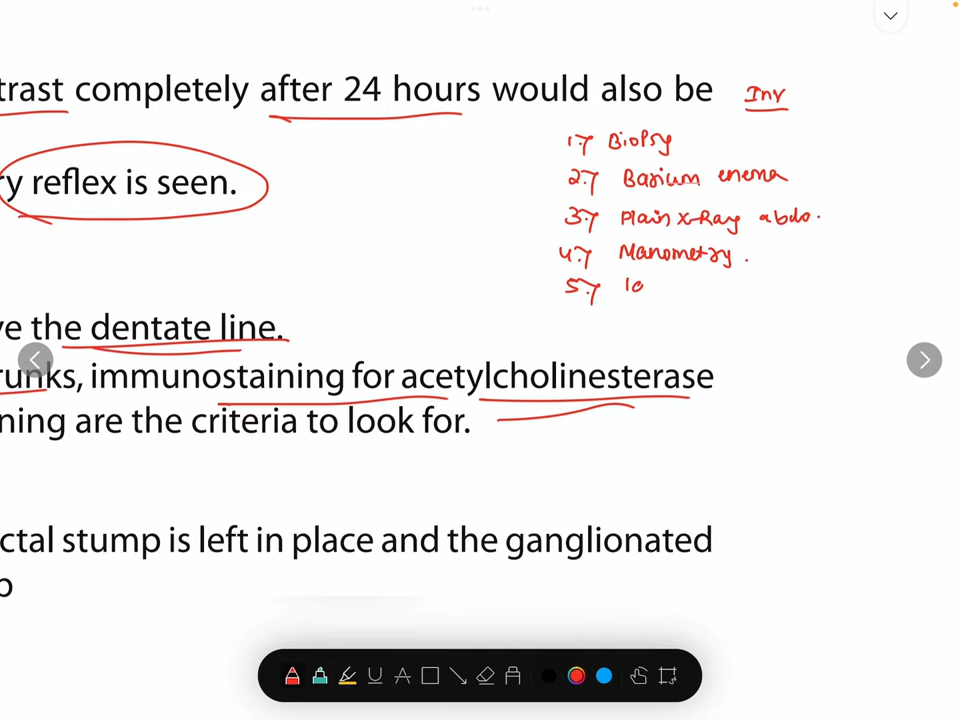 trast completely after 24 hours would also be Inv
1.7 Biopsy
ry reflex is seen.
2.7 Barium enema
3.7 Plain X-Ray abdo.
4.7 Manometry.
5.7 10
ve the dentate line.
runks, immunostaining for acetylcholinesterase
ning are the criteria to look for.
ctal stump is left in place and the ganglionated